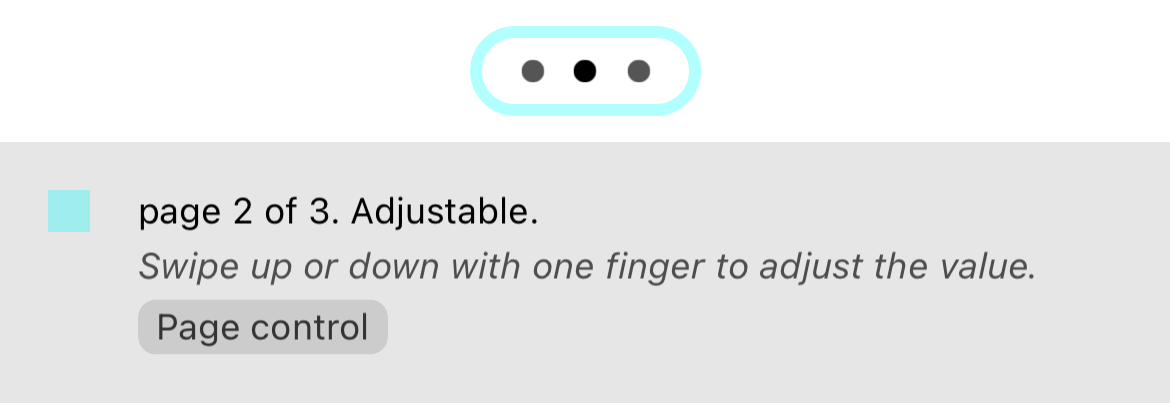 page 2 of 3. Adjustable.
Swipe up or down with one finger to adjust the value.
Page control